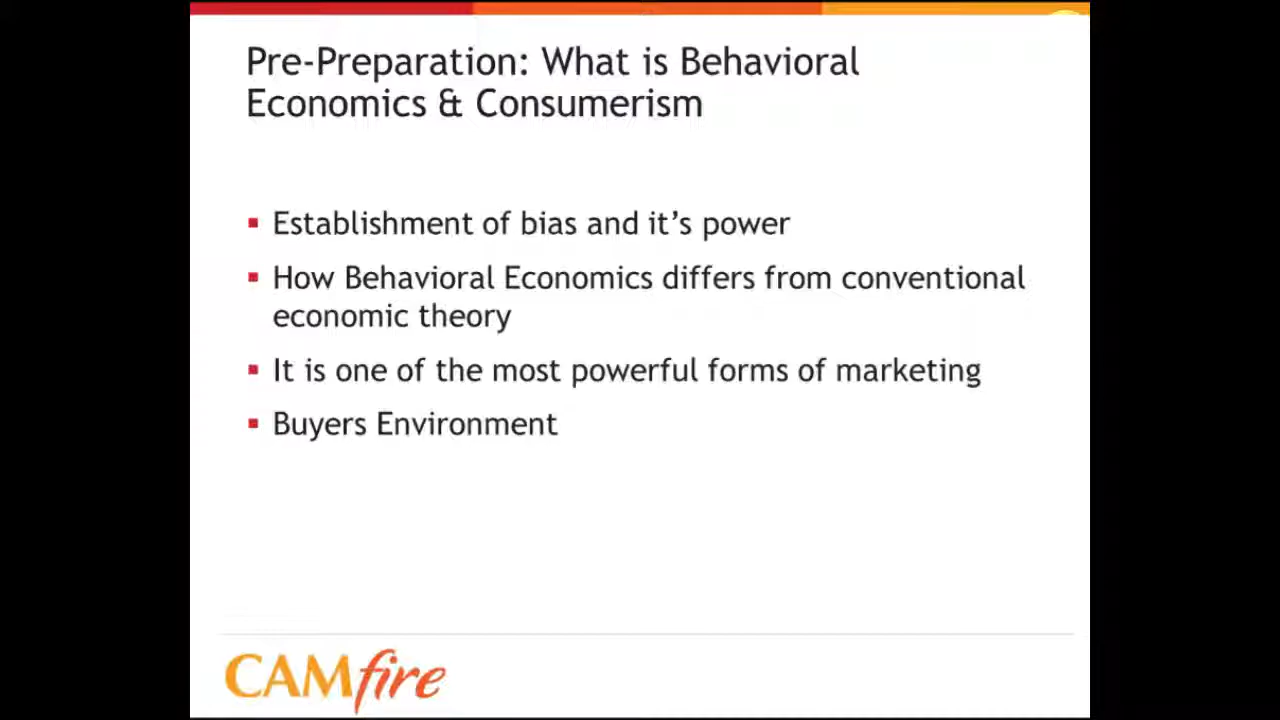 Pre-Preparation: What is Behavioral
Economics & Consumerism
Establishment of bias and it's power
How Behavioral Economics differs from conventional
economic theory
It is one of the most powerful forms of marketing
Buyers Environment
CAMfire